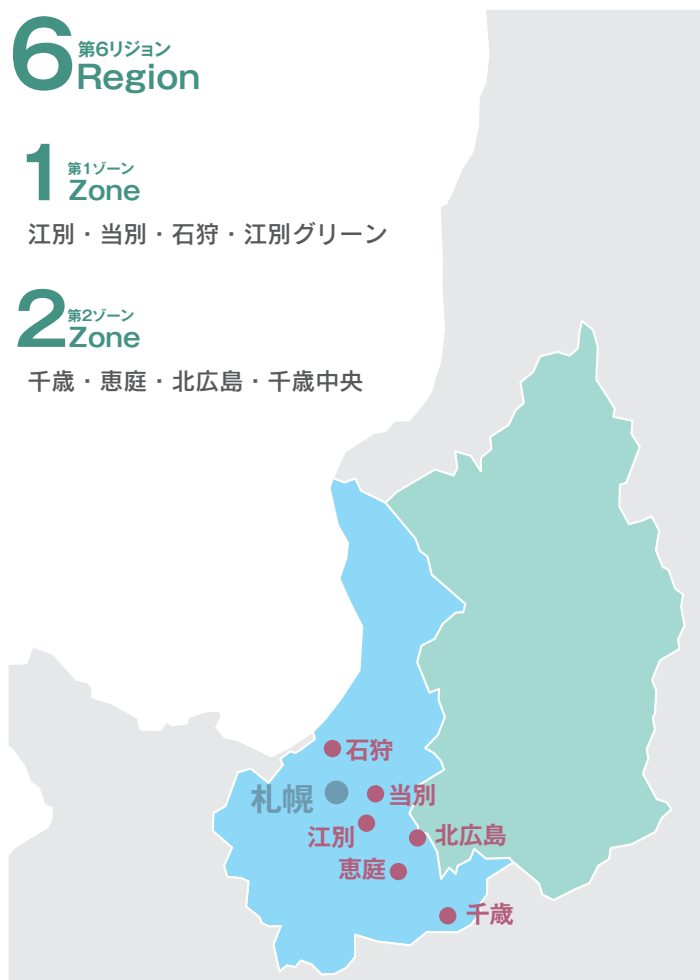 6
第6リジョン
Region
1
第1ゾーン
Zone
江別・当別・石狩・江別グリーン
2
第2ゾーン
Zone
千歳・恵庭・北広島・千歳中央
石狩
札幌
当別
江別
北広島
恵庭
千歳